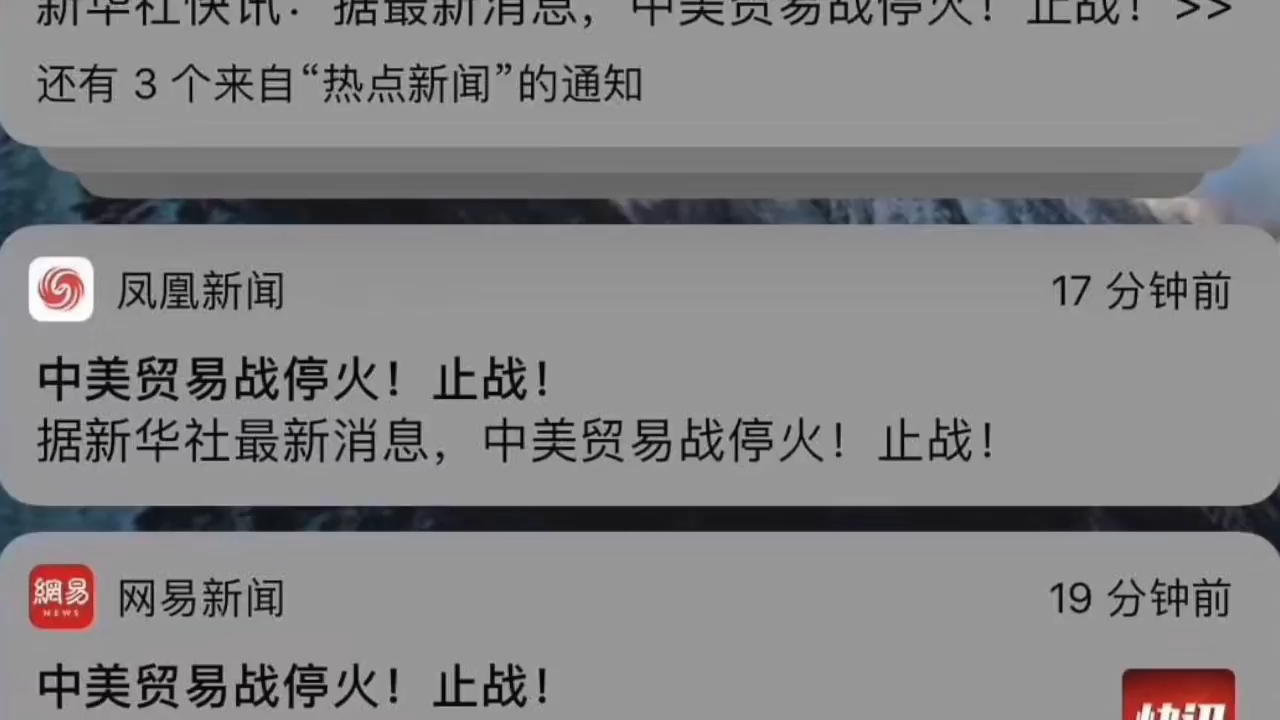 新华社快讯：据最新消息，中美贸易战停火！止战！>>
还有 3 个来自“热点新闻”的通知
凤凰新闻
17 分钟前
中美贸易战停火！止战！
据新华社最新消息，中美贸易战停火！止战！
網易
NEWS
网易新闻
19 分钟前
中美贸易战停火！止战！
快讯